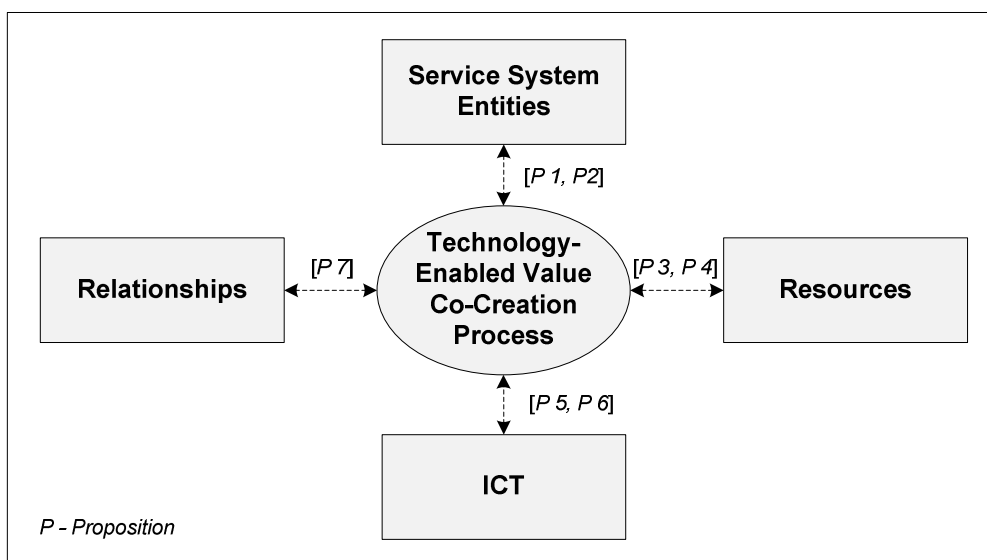 Service System
Entities
[P 1, P2]
Relationships
[P 7]
Technology-
Enabled Value
Co-Creation
Process
[P 3, P 4]
Resources
[P 5, P 6]
ICT
P - Proposition